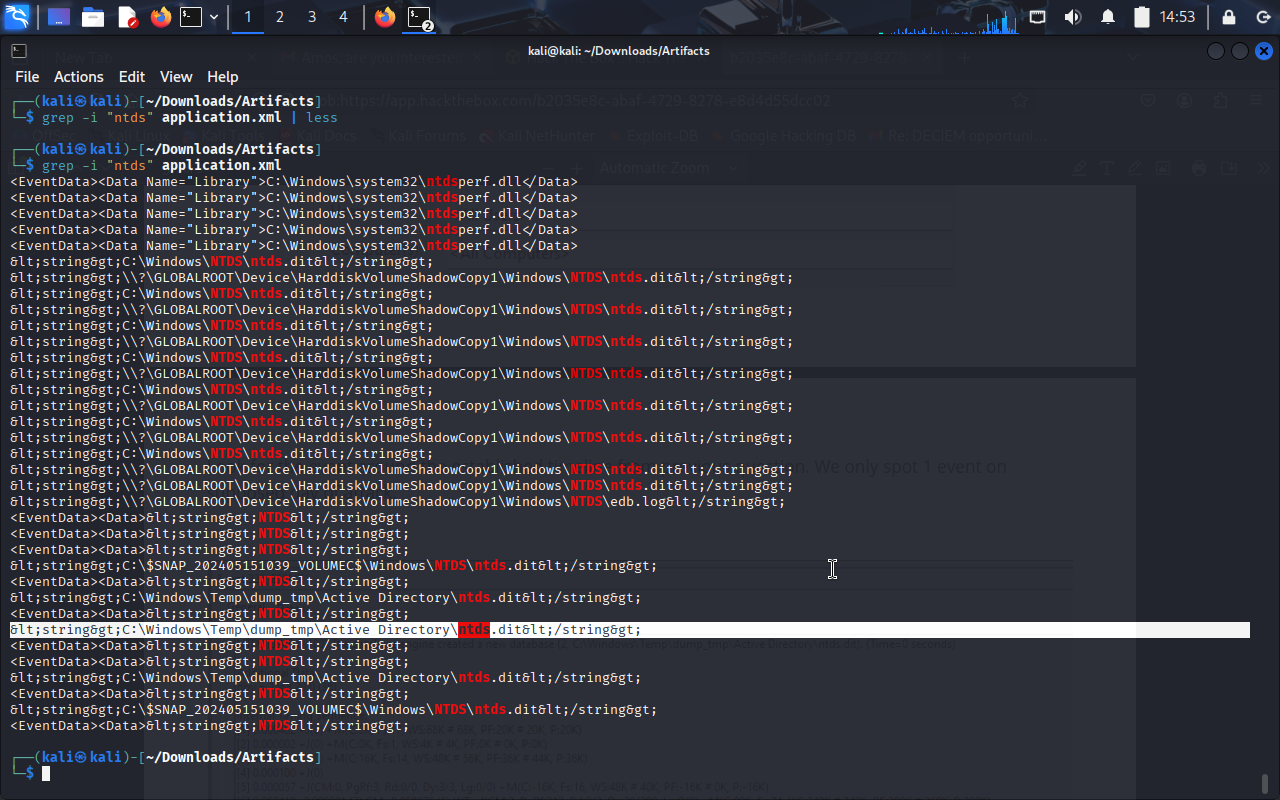 1 2 3 4 2 14:53
kali@kali: ~/Downloads/Artifacts
File Actions Edit View Help
┌──(kali㉿kali)-[~/Downloads/Artifacts]
└─$ grep -i "ntds" application.xml | less
┌──(kali㉿kali)-[~/Downloads/Artifacts]
└─$ grep -i "ntds" application.xml
<EventData><Data Name="Library">C:\Windows\system32\ntdsperf.dll</Data>
<EventData><Data Name="Library">C:\Windows\system32\ntdsperf.dll</Data>
<EventData><Data Name="Library">C:\Windows\system32\ntdsperf.dll</Data>
<EventData><Data Name="Library">C:\Windows\system32\ntdsperf.dll</Data>
<EventData><Data Name="Library">C:\Windows\system32\ntdsperf.dll</Data>
&lt;string&gt;C:\Windows\NTDS\ntds.dit&lt;/string&gt;
&lt;string&gt;\\?\GLOBALROOT\Device\HarddiskVolumeShadowCopy1\Windows\NTDS\ntds.dit&lt;/string&gt;
&lt;string&gt;C:\Windows\NTDS\ntds.dit&lt;/string&gt;
&lt;string&gt;\\?\GLOBALROOT\Device\HarddiskVolumeShadowCopy1\Windows\NTDS\ntds.dit&lt;/string&gt;
&lt;string&gt;C:\Windows\NTDS\ntds.dit&lt;/string&gt;
&lt;string&gt;\\?\GLOBALROOT\Device\HarddiskVolumeShadowCopy1\Windows\NTDS\ntds.dit&lt;/string&gt;
&lt;string&gt;C:\Windows\NTDS\ntds.dit&lt;/string&gt;
&lt;string&gt;\\?\GLOBALROOT\Device\HarddiskVolumeShadowCopy1\Windows\NTDS\ntds.dit&lt;/string&gt;
&lt;string&gt;C:\Windows\NTDS\ntds.dit&lt;/string&gt;
&lt;string&gt;\\?\GLOBALROOT\Device\HarddiskVolumeShadowCopy1\Windows\NTDS\ntds.dit&lt;/string&gt;
&lt;string&gt;C:\Windows\NTDS\ntds.dit&lt;/string&gt;
&lt;string&gt;\\?\GLOBALROOT\Device\HarddiskVolumeShadowCopy1\Windows\NTDS\ntds.dit&lt;/string&gt;
&lt;string&gt;C:\Windows\NTDS\ntds.dit&lt;/string&gt;
&lt;string&gt;\\?\GLOBALROOT\Device\HarddiskVolumeShadowCopy1\Windows\NTDS\ntds.dit&lt;/string&gt;
&lt;string&gt;\\?\GLOBALROOT\Device\HarddiskVolumeShadowCopy1\Windows\NTDS\ntds.dit&lt;/string&gt;
&lt;string&gt;\\?\GLOBALROOT\Device\HarddiskVolumeShadowCopy1\Windows\NTDS\edb.log&lt;/string&gt;
<EventData><Data>&lt;string&gt;NTDS&lt;/string&gt;
<EventData><Data>&lt;string&gt;NTDS&lt;/string&gt;
<EventData><Data>&lt;string&gt;NTDS&lt;/string&gt;
&lt;string&gt;C:\$SNAP_202405151039_VOLUMEC$\Windows\NTDS\ntds.dit&lt;/string&gt;
<EventData><Data>&lt;string&gt;NTDS&lt;/string&gt;
&lt;string&gt;C:\Windows\Temp\dump_tmp\Active Directory\ntds.dit&lt;/string&gt;
<EventData><Data>&lt;string&gt;NTDS&lt;/string&gt;
&lt;string&gt;C:\Windows\Temp\dump_tmp\Active Directory\ntds.dit&lt;/string&gt;
<EventData><Data>&lt;string&gt;NTDS&lt;/string&gt;
<EventData><Data>&lt;string&gt;NTDS&lt;/string&gt;
&lt;string&gt;C:\Windows\Temp\dump_tmp\Active Directory\ntds.dit&lt;/string&gt;
<EventData><Data>&lt;string&gt;NTDS&lt;/string&gt;
&lt;string&gt;C:\$SNAP_202405151039_VOLUMEC$\Windows\NTDS\ntds.dit&lt;/string&gt;
<EventData><Data>&lt;string&gt;NTDS&lt;/string&gt;
┌──(kali㉿kali)-[~/Downloads/Artifacts]
└─$